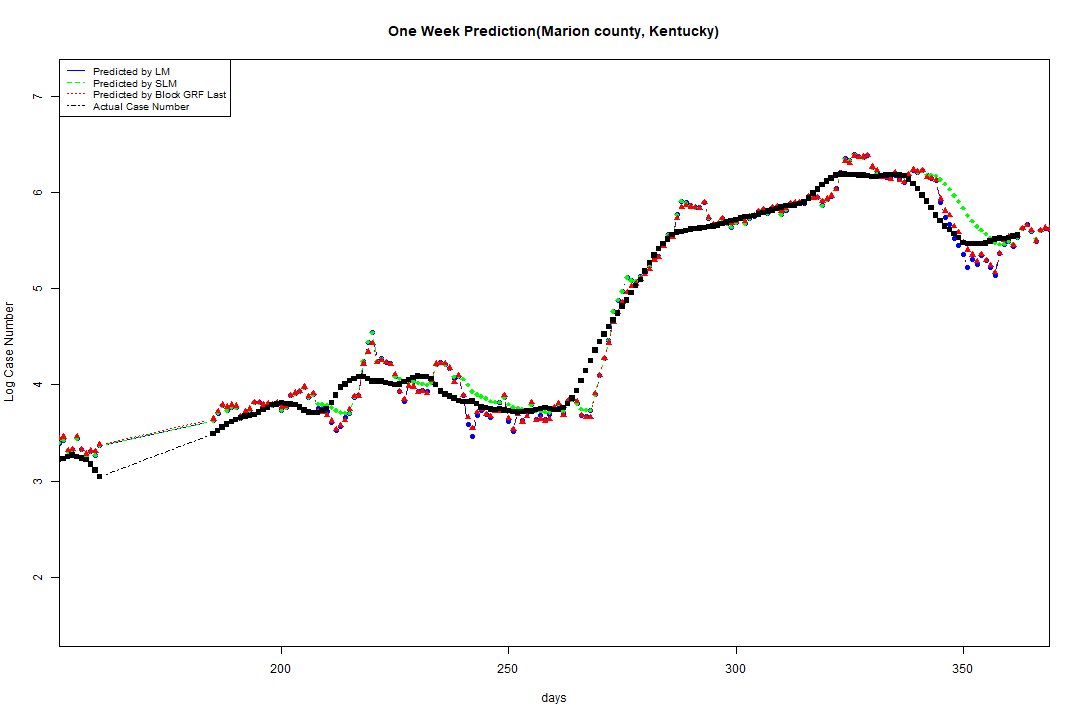 One Week Prediction(Marion county, Kentucky)
Predicted by LM
Predicted by SLM
Predicted by Block GRF Last
Actual Case Number
7
6
5
4
3
2
Log Case Number
200 250 300 350
days